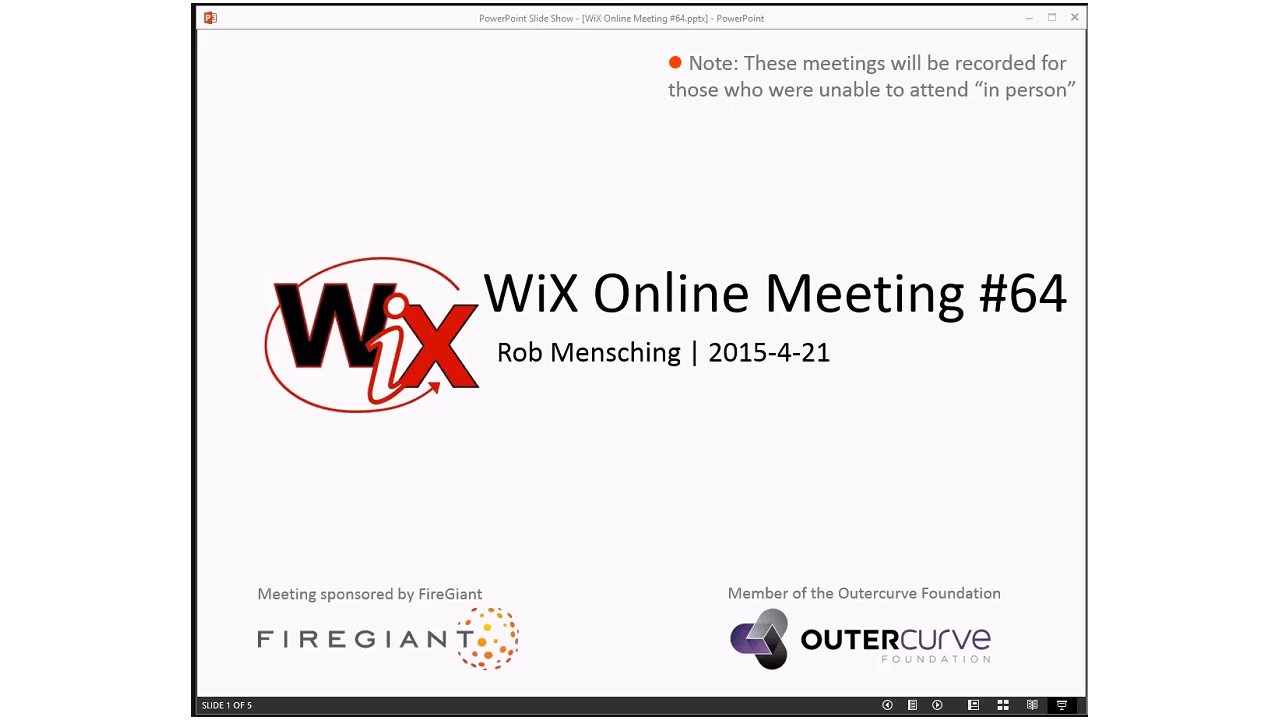 PowerPoint Slide Show - [WiX Online Meeting #64.pptx] - PowerPoint
Note: These meetings will be recorded for
those who were unable to attend “in person”
WiX
WiX Online Meeting #64
Rob Mensching | 2015-4-21
Meeting sponsored by FireGiant
FIREGIANT
Member of the Outercurve Foundation
OUTERCURVE
FOUNDATION
SLIDE 1 OF 5